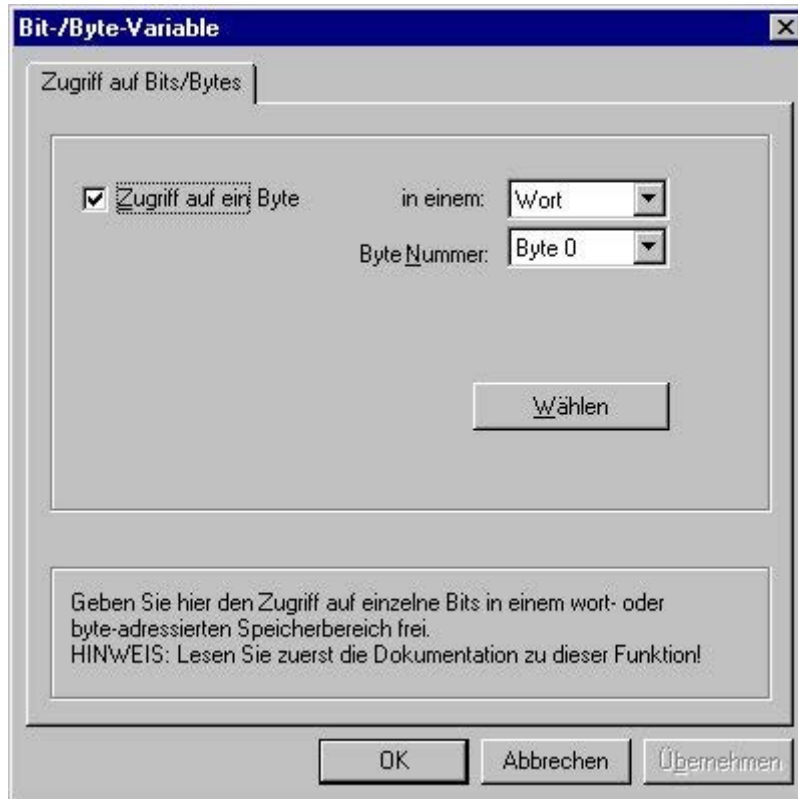 Bit-/Byte-Variable
Zugriff auf Bits/Bytes
Zugriff auf ein Byte
in einem:
Wort
Byte Nummer:
Byte 0
Wählen
Geben Sie hier den Zugriff auf einzelne Bits in einem wort- oder
byte-adressierten Speicherbereich frei.
HINWEIS: Lesen Sie zuerst die Dokumentation zu dieser Funktion!
OK
Abbrechen
Übernehmen